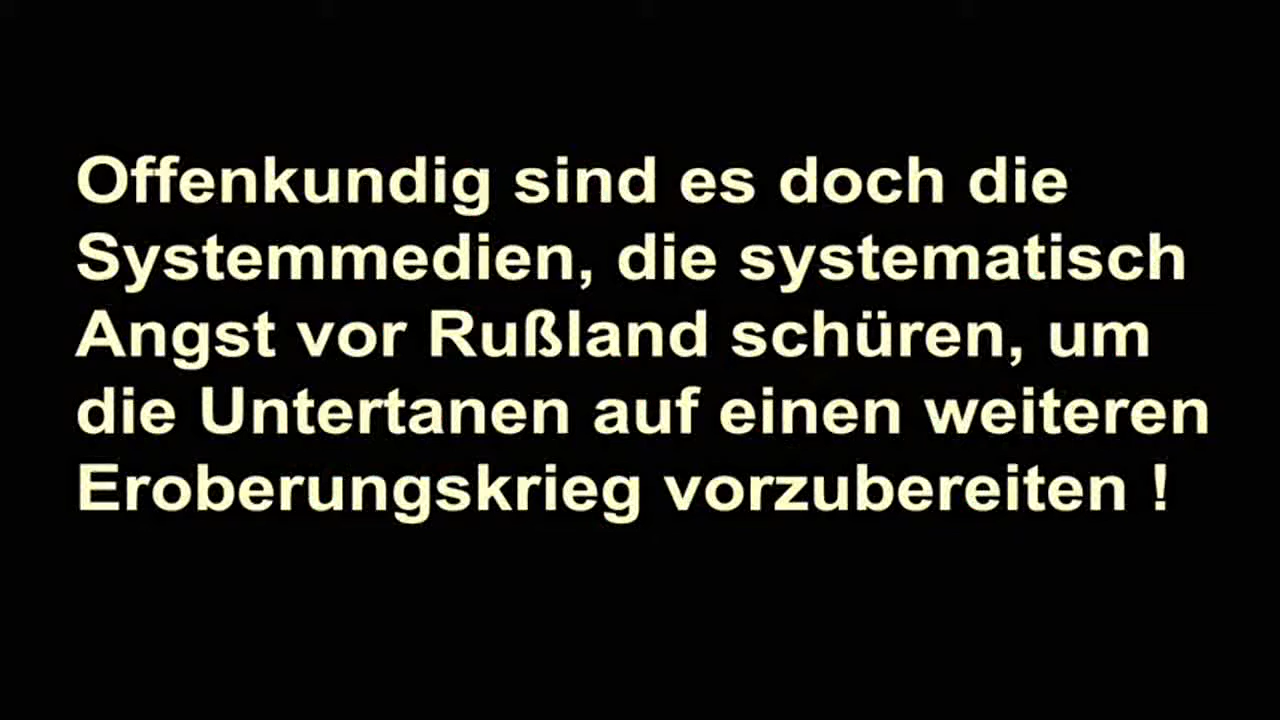 Offenkundig sind es doch die
Systemmedien, die systematisch
Angst vor Rußland schüren, um
die Untertanen auf einen weiteren
Eroberungskrieg vorzubereiten !